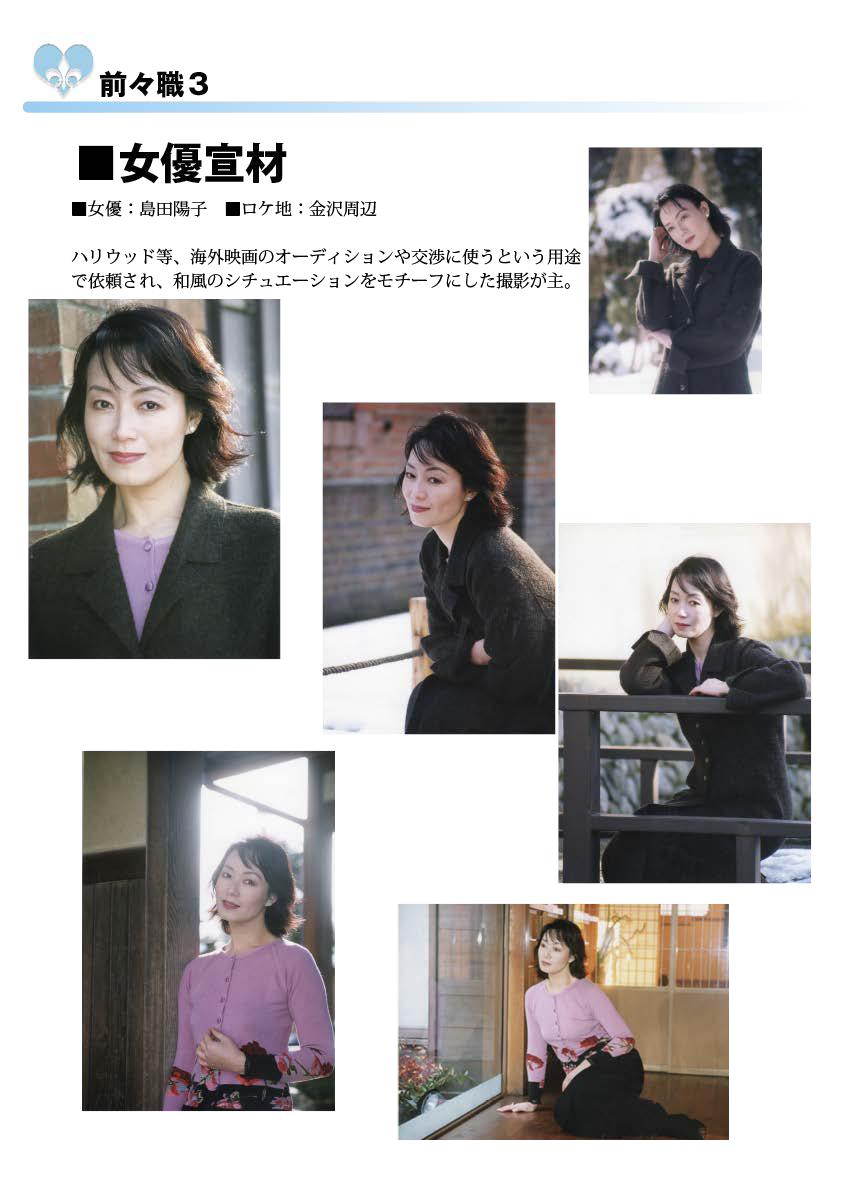 前々職３
■女優宣材
■女優：島田陽子　■ロケ地：金沢周辺
ハリウッド等、海外映画のオーディションや交渉に使うという用途
で依頼され、和風のシチュエーションをモチーフにした撮影が主。